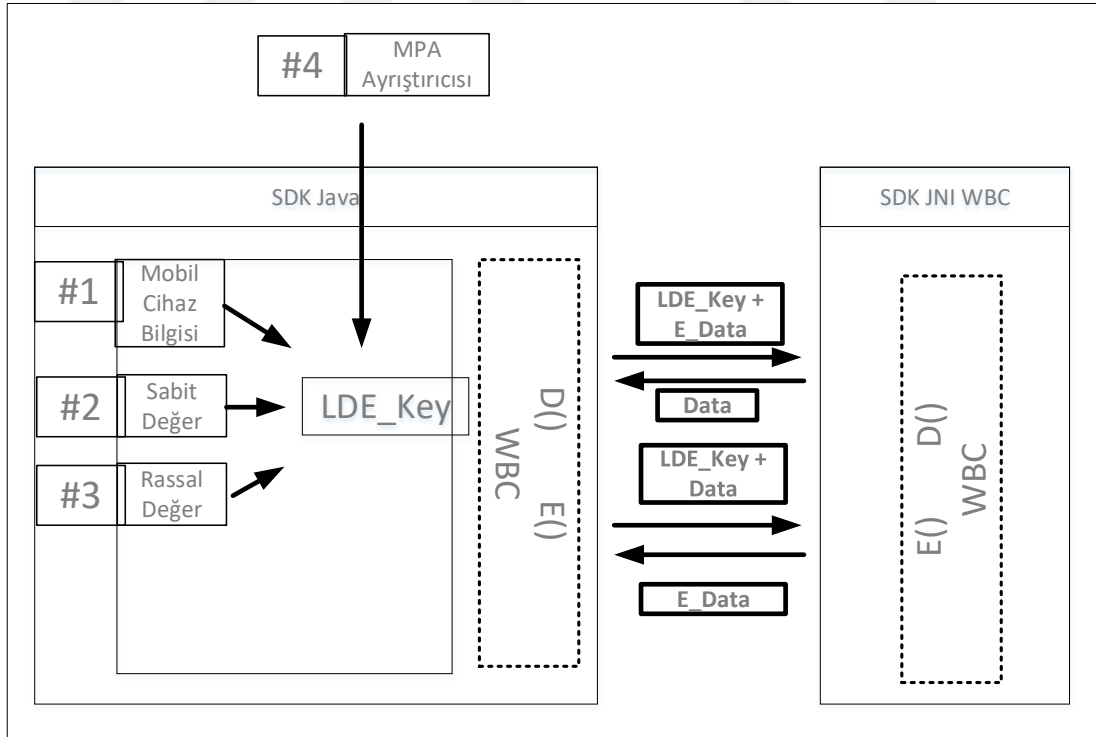 #4
MPA
Ayrıştırıcısı
SDK Java
SDK JNI WBC
#1
Mobil
Cihaz
Bilgisi
#2
Sabit
Değer
#3
Rassal
Değer
LDE_Key
D()
E()
WBC
LDE_Key +
E_Data
Data
LDE_Key +
Data
E_Data
E()
D()
WBC